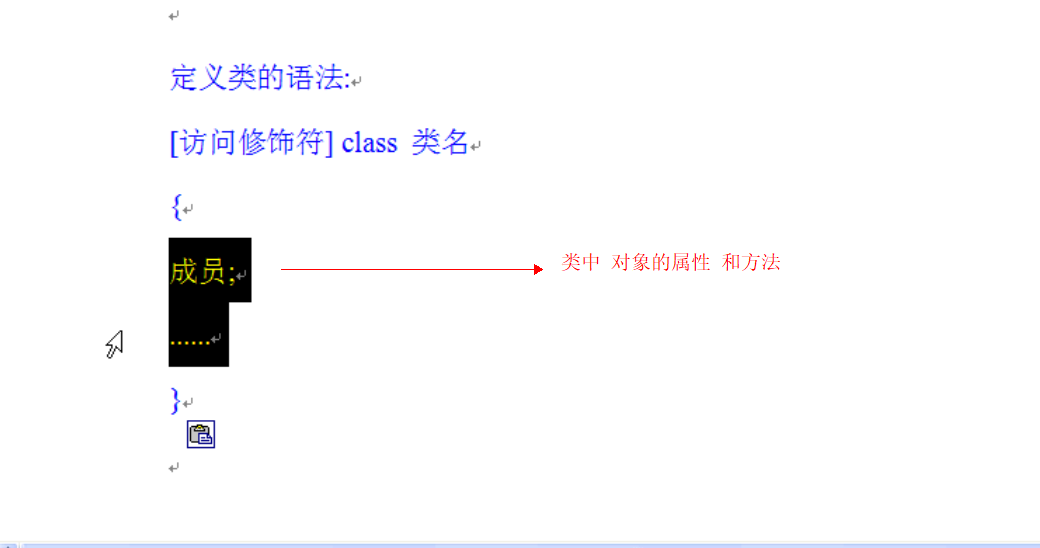 定义类的语法:
[访问修饰符] class 类名
{
成员;
类中 对象的属性 和方法
......
}